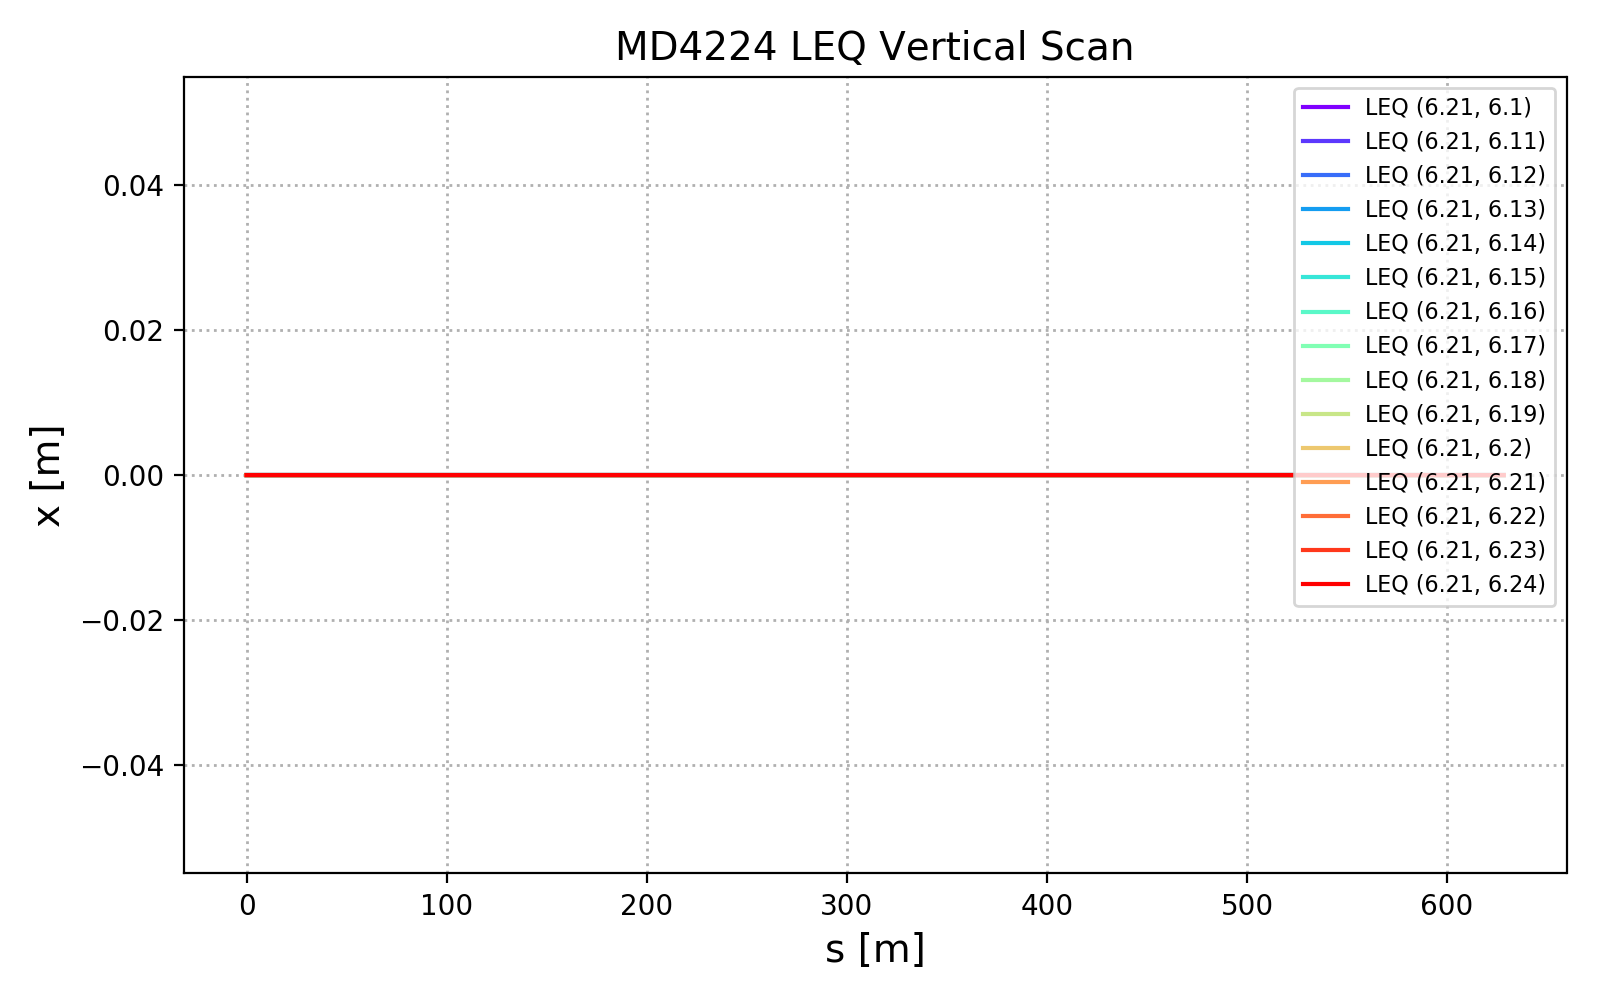 MD4224 LEQ Vertical Scan
x [m]
0.04
0.02
0.00
−0.02
−0.04
LEQ (6.21, 6.1)
LEQ (6.21, 6.11)
LEQ (6.21, 6.12)
LEQ (6.21, 6.13)
LEQ (6.21, 6.14)
LEQ (6.21, 6.15)
LEQ (6.21, 6.16)
LEQ (6.21, 6.17)
LEQ (6.21, 6.18)
LEQ (6.21, 6.19)
LEQ (6.21, 6.2)
LEQ (6.21, 6.21)
LEQ (6.21, 6.22)
LEQ (6.21, 6.23)
LEQ (6.21, 6.24)
0 100 200 300 400 500 600
s [m]